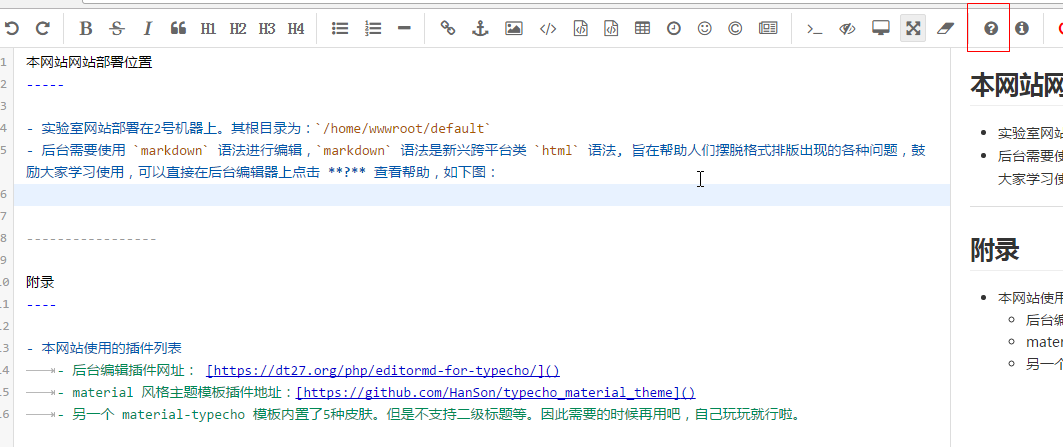 B S I H1 H2 H3 H4
1 本网站网站部署位置
2 -----
3
4 - 实验室网站部署在2号机器上。其根目录为：`/home/wwwroot/default`
5 - 后台需要使用 `markdown` 语法进行编辑，`markdown` 语法是新兴跨平台类 `html` 语法, 旨在帮助人们摆脱格式排版出现的各种问题，鼓
励大家学习使用，可以直接在后台编辑器上点击 **?** 查看帮助，如下图：
6
7
8 -----------------
9
10 附录
11 ----
12
13 - 本网站使用的插件列表
14 - 后台编辑插件网址： [https://dt27.org/php/editormd-for-typecho/]()
15 - material 风格主题模板插件地址：[https://github.com/HanSon/typecho_material_theme]()
16 - 另一个 material-typecho 模板内置了5种皮肤。但是不支持二级标题等。因此需要的时候再用吧，自己玩玩就行啦。
本网站网
实验室网站
后台需要使
大家学习使
附录
本网站使用
后台编
mater
另一个